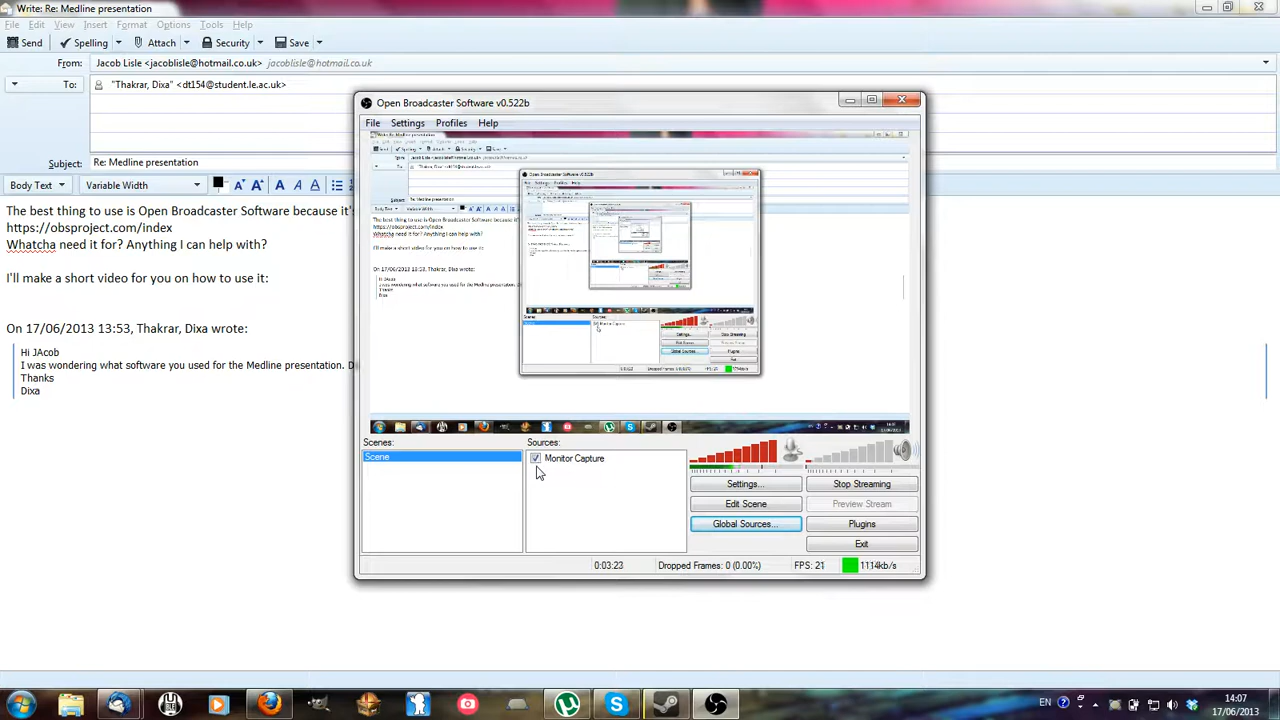 Write: Re: Medline presentation
File Edit View Insert Format Options Tools Help
Send Spelling Attach Security Save
From: Jacob Lisle <jacoblisle@hotmail.co.uk> jacoblisle@hotmail.co.uk
To: "Thakrar, Dixa" <dt154@student.le.ac.uk>
Subject: Re: Medline presentation
Body Text Variable Width
The best thing to use is Open Broadcaster Software because it'
https://obsproject.com/index
Whatcha need it for? Anything I can help with?
I'll make a short video for you on how to use it:
On 17/06/2013 13:53, Thakrar, Dixa wrote:
Hi JAcob
I was wondering what software you used for the Medline presentation. D
Thanks
Dixa
Open Broadcaster Software v0.522b
File Settings Profiles Help
Scenes:
Scene
Sources:
Monitor Capture
Settings... Stop Streaming
Edit Scene Preview Stream
Global Sources... Plugins
Exit
0:03:23 Dropped Frames: 0 (0.00%) FPS: 21 1114kb/s
EN
14:07
17/06/2013